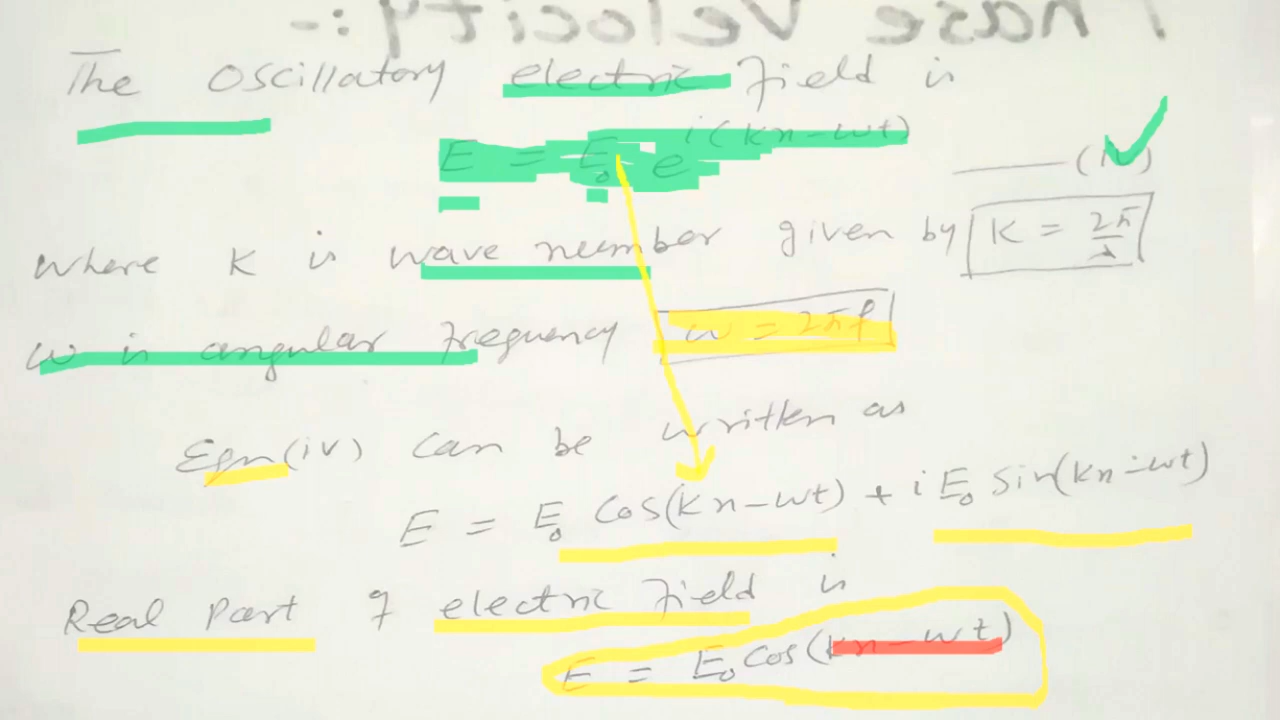 Phase Velocity :-
The oscillatory electric field is
E = E₀ e^i(kx-ωt) —— (iv)
where K is wave number given by K = 2π/λ
ω is angular frequency ω = 2πf
Eqn(iv) can be written as
E = E₀ Cos(kx-ωt) + i E₀ Sin(kx-ωt)
Real part of electric field is
E = E₀ Cos(kx-ωt)